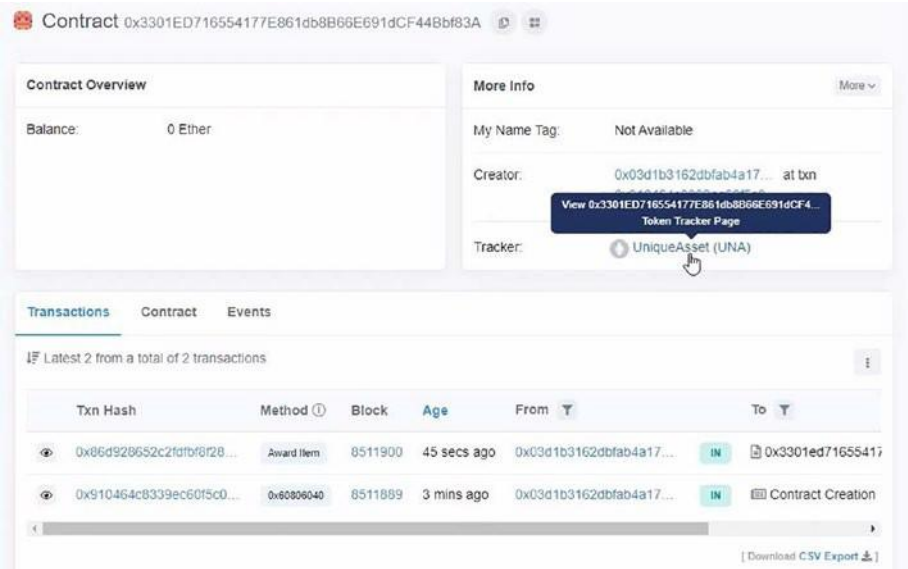 Contract 0x3301ED716554177E861db8B66E691dCF44Bbf83A
Contract Overview
Balance: 0 Ether
More Info
More
My Name Tag: Not Available
Creator: 0x03d1b3162dbfab4a17... at txn
View 0x3301ED716554177E861db8B66E691dCF4...
Token Tracker Page
Tracker: UniqueAsset (UNA)
Transactions Contract Events
Latest 2 from a total of 2 transactions
Txn Hash Method Block Age From To
0x86d928652c2fdfbf8f28... Award Item 8511900 45 secs ago 0x03d1b3162dbfab4a17... IN 0x3301ed71655417
0x910464c8339ec60f5c0... 0x60806040 8511889 3 mins ago 0x03d1b3162dbfab4a17... IN Contract Creation
[ Download CSV Export ]